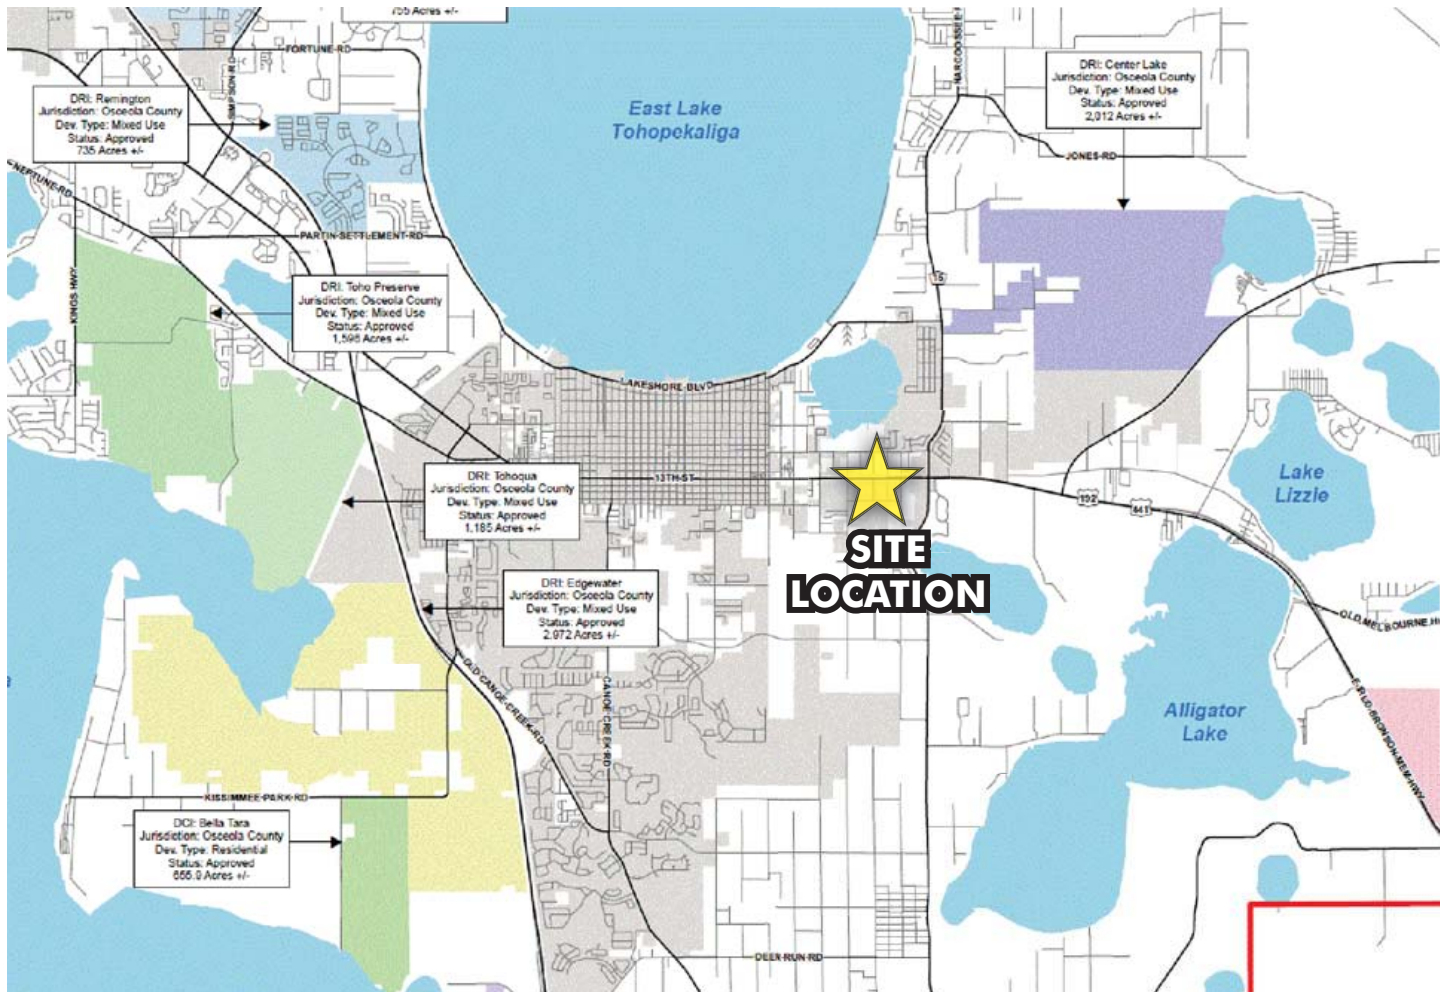 755 Acres +/-
FORTUNE-RD
SIMPSON-RD
NARCOOSSEE-R
DRI: Remington
Jurisdiction: Osceola County
Dev. Type: Mixed Use
Status: Approved
735 Acres +/-
East Lake
Tohopekaliga
DRI: Center Lake
Jurisdiction: Osceola County
Dev. Type: Mixed Use
Status: Approved
2,012 Acres +/-
JONES-RD
NEPTUNE-RD
PARTIN-SETTLEMENT-RD
KINGS-HWY
DRI: Toho Preserve
Jurisdiction: Osceola County
Dev. Type: Mixed Use
Status: Approved
1,598 Acres +/-
15
LAKESHORE-BLVD
DRI: Tohoqua
Jurisdiction: Osceola County
Dev. Type: Mixed Use
Status: Approved
1,185 Acres +/-
13TH-ST
Lake
Lizzie
192
441
SITE
LOCATION
DRI: Edgewater
Jurisdiction: Osceola County
Dev. Type: Mixed Use
Status: Approved
2,972 Acres +/-
OLD-MELBOURNE-H
OLD-CANOE-CREEK-RD
CANOE-CREEK-RD
Alligator
Lake
E-IRLO-BRONSON-MEM-HWY
KISSIMMEE-PARK-RD
DCI: Bella Tara
Jurisdiction: Osceola County
Dev. Type: Residential
Status: Approved
655.9 Acres +/-
DEER-RUN-RD